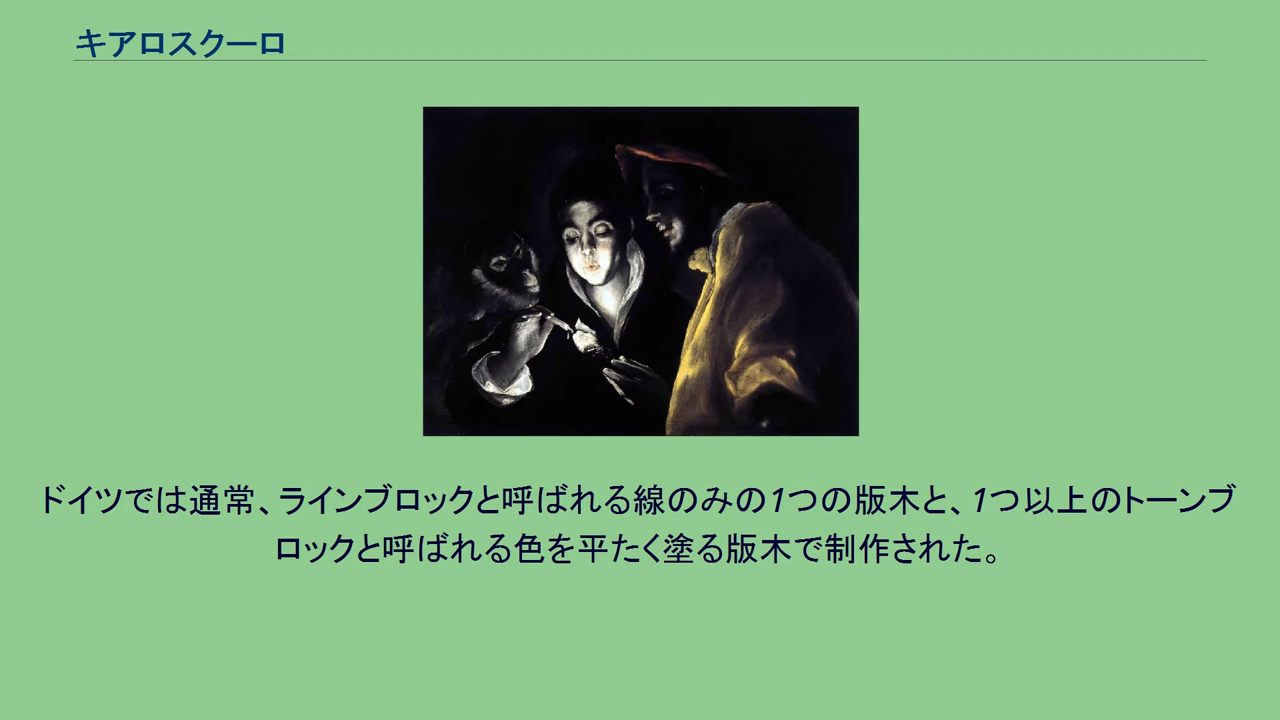 キアロスクーロ
ドイツでは通常、ラインブロックと呼ばれる線のみの1つの版木と、1つ以上のトーンブ
ロックと呼ばれる色を平たく塗る版木で制作された。